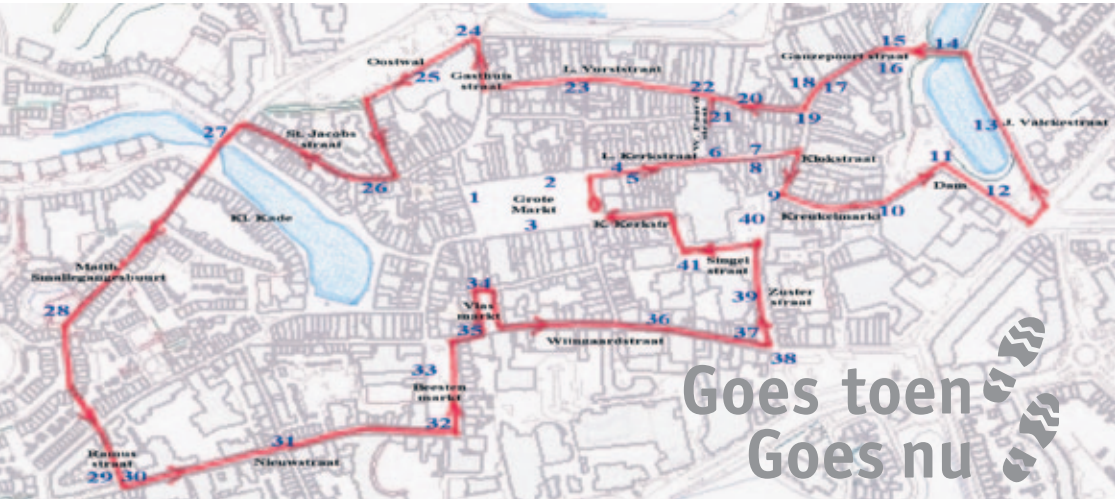 24
15
14
Oostwal
Gauzepoort straat
25
Gasthuis
straat
L. Vorststraat
16
23
22
18
17
20
21
19
W. Paard
straat
13
J. Valckestraat
27
St. Jacobs
straat
26
6
7
L. Kerkstraat
Klokstraat
4
5
8
11
Dam
12
1
2
Grote
Markt
3
9
Kreukelmarkt
10
40
Kl. Kade
K. Kerkstr
41
Singel
straat
Matth.
Smallegangesbuurt
34
Vlas
markt
35
39
Zuster
straat
28
36
37
Witnaardstraat
38
33
Beesten
markt
32
31
Nieuwstraat
Ramus
straat
29
30
Goes toen
Goes nu